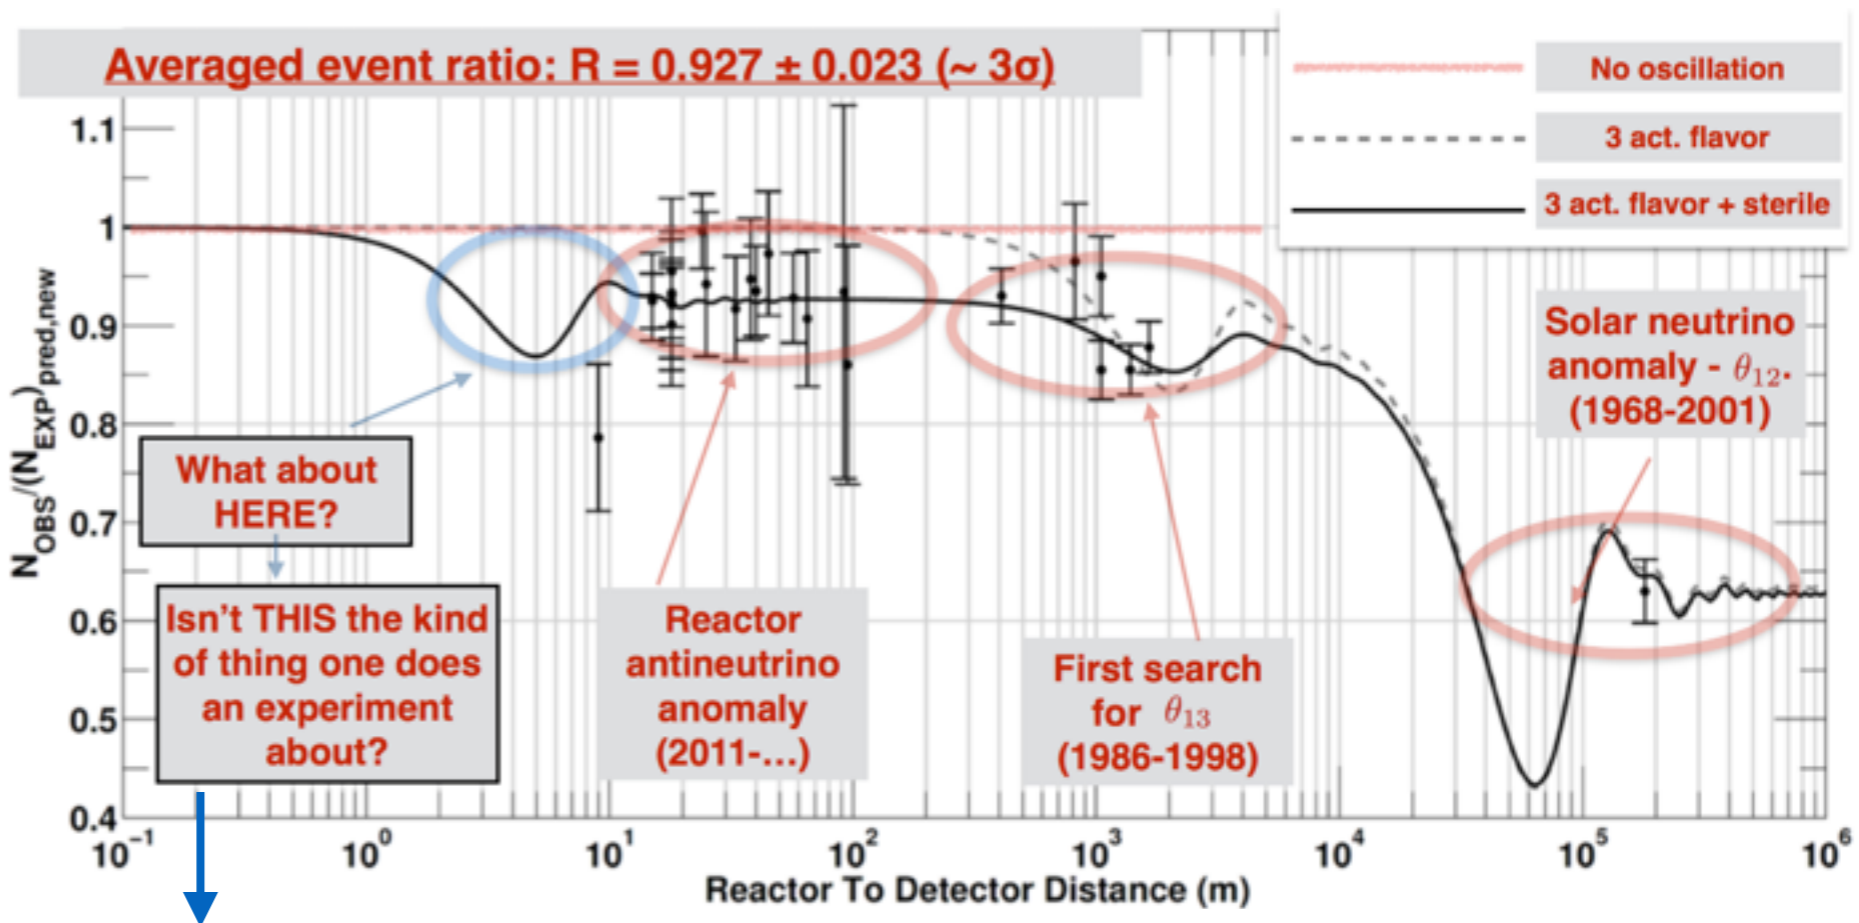 Averaged event ratio: R = 0.927 ± 0.023 (~ 3σ)
No oscillation
3 act. flavor
3 act. flavor + sterile
1.1
1
0.9
0.8
0.7
0.6
0.5
0.4
N_OBS/(N_EXP)_pred,new
What about
HERE?
Isn't THIS the kind
of thing one does
an experiment
about?
Reactor
antineutrino
anomaly
(2011-...)
First search
for θ₁₃
(1986-1998)
Solar neutrino
anomaly - θ₁₂.
(1968-2001)
10⁻¹ 10⁰ 10¹ 10² 10³ 10⁴ 10⁵ 10⁶
Reactor To Detector Distance (m)